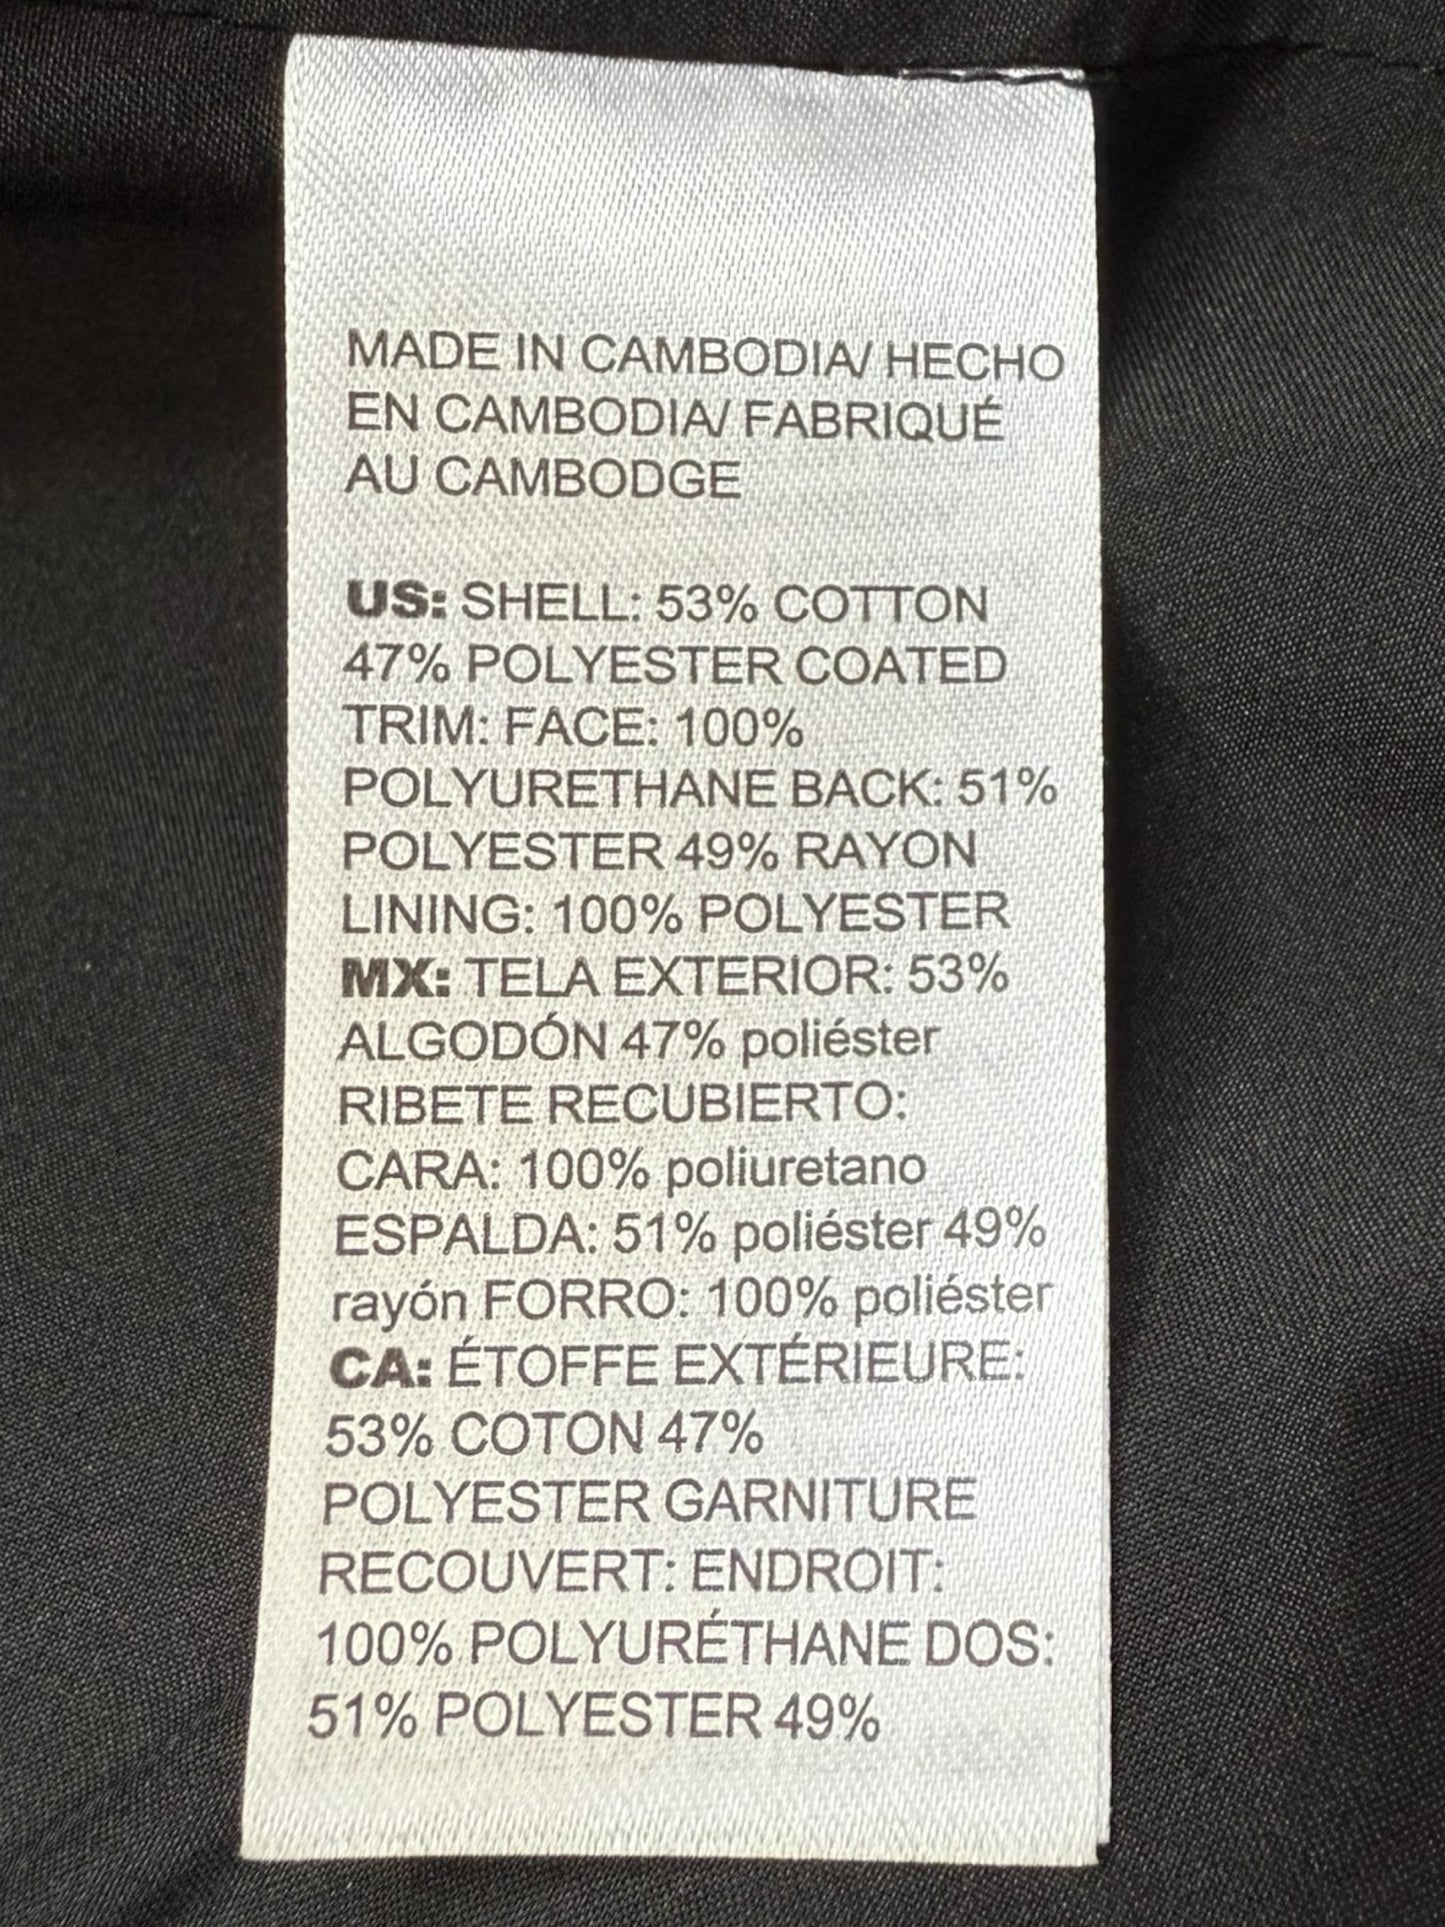 MADE IN CAMBODIA/ HECHO
EN CAMBODIA/ FABRIQUÉ
AU CAMBODGE
US: SHELL: 53% COTTON
47% POLYESTER COATED
TRIM: FACE: 100%
POLYURETHANE BACK: 51%
POLYESTER 49% RAYON
LINING: 100% POLYESTER
MX: TELA EXTERIOR: 53%
ALGODÓN 47% poliéster
RIBETE RECUBIERTO:
CARA: 100% poliuretano
ESPALDA: 51% poliéster 49%
rayón FORRO: 100% poliéster
CA: ÉTOFFE EXTÉRIEURE:
53% COTON 47%
POLYESTER GARNITURE
RECOUVERT: ENDROIT:
100% POLYURÉTHANE DOS:
51% POLYESTER 49%